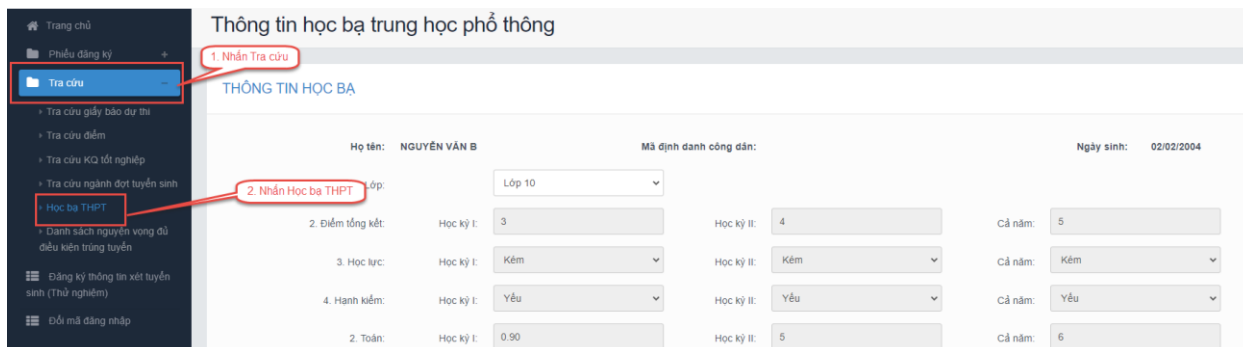 Trang chủ
Phiếu đăng ký +
Tra cứu −
Tra cứu giấy báo dự thi
Tra cứu điểm
Tra cứu KQ tốt nghiệp
Tra cứu ngành đợt tuyển sinh
Học bạ THPT
Danh sách nguyện vọng đủ
điều kiện trúng tuyển
Đăng ký thông tin xét tuyển
sinh (Thử nghiệm)
Đổi mã đăng nhập
Thông tin học bạ trung học phổ thông
1. Nhấn Tra cứu
THÔNG TIN HỌC BẠ
Họ tên: NGUYỄN VĂN B Mã định danh công dân: Ngày sinh: 02/02/2004
2. Nhấn Học bạ THPT
Lớp: Lớp 10
2. Điểm tổng kết: Học kỳ I: 3 Học kỳ II: 4 Cả năm: 5
3. Học lực: Học kỳ I: Kém Học kỳ II: Kém Cả năm: Kém
4. Hạnh kiểm: Học kỳ I: Yếu Học kỳ II: Yếu Cả năm: Yếu
2. Toán: Học kỳ I: 0.90 Học kỳ II: 5 Cả năm: 6